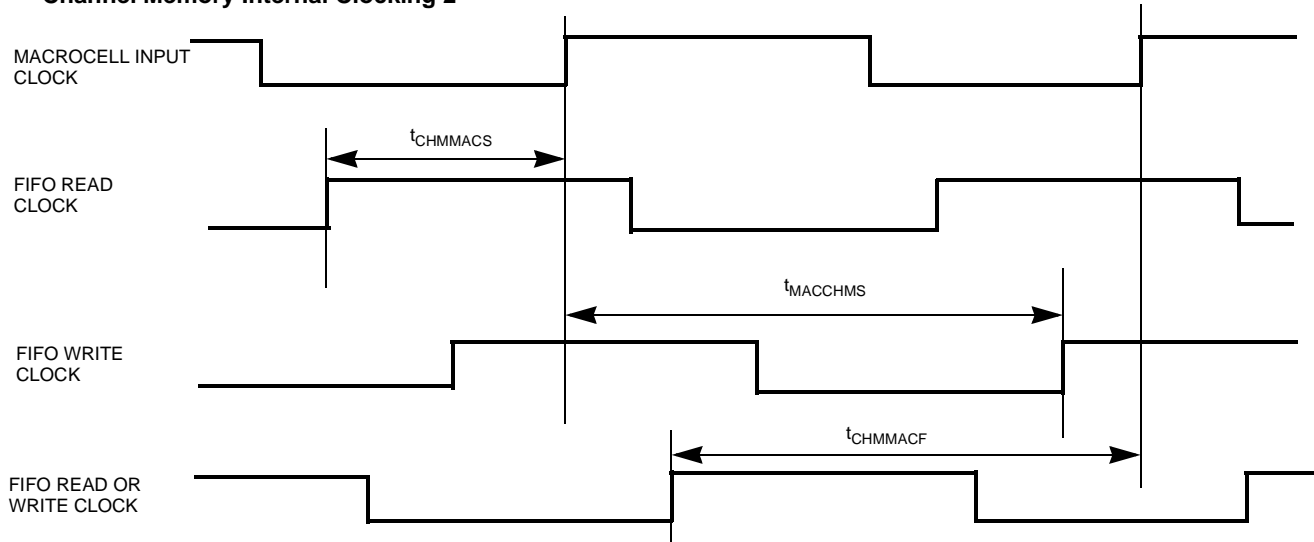 Channel Memory Internal Clocking 2
MACROCELL INPUT
CLOCK
tCHMMACS
FIFO READ
CLOCK
tMACCHMS
FIFO WRITE
CLOCK
tCHMMACF
FIFO READ OR
WRITE CLOCK